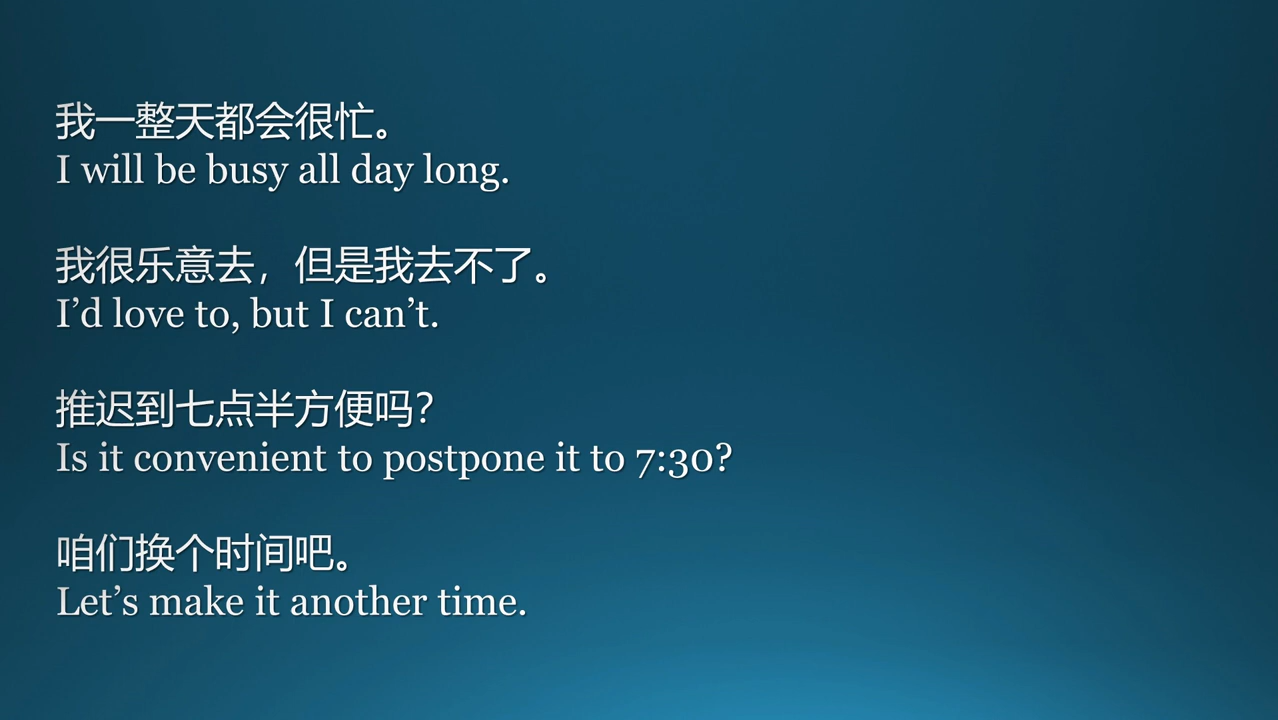 我一整天都会很忙。
I will be busy all day long.
我很乐意去，但是我去不了。
I’d love to, but I can’t.
推迟到七点半方便吗？
Is it convenient to postpone it to 7:30?
咱们换个时间吧。
Let’s make it another time.